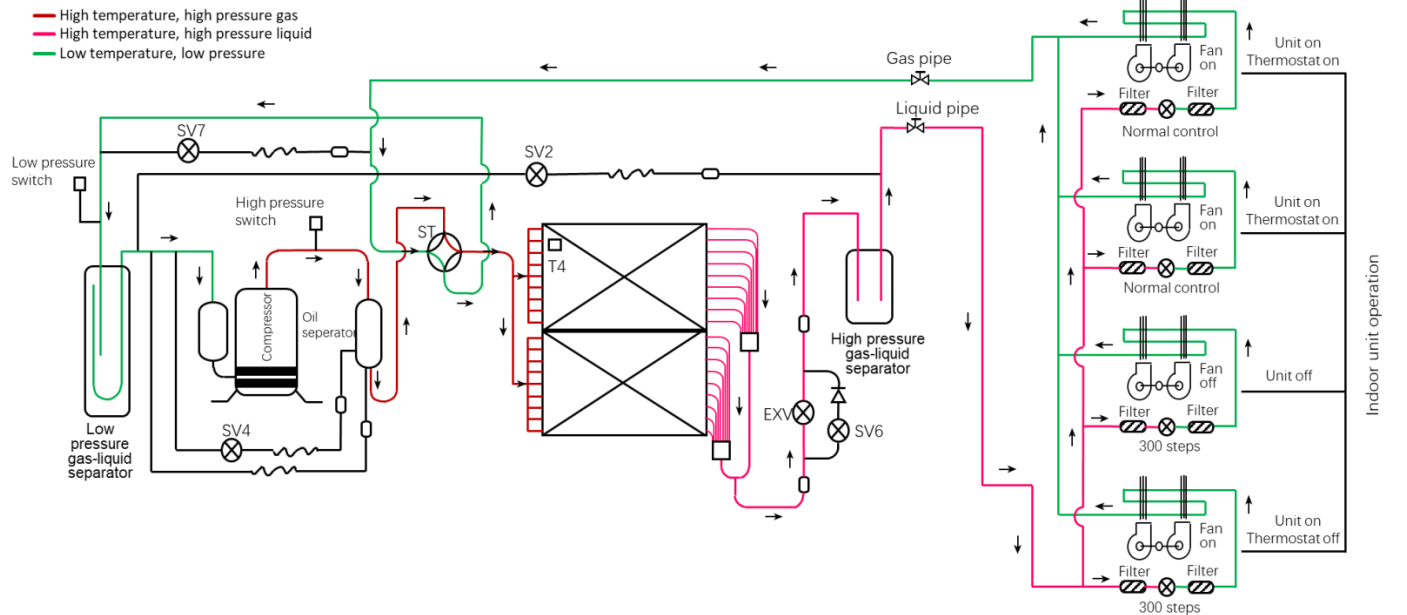 High temperature, high pressure gas
High temperature, high pressure liquid
Low temperature, low pressure
Gas pipe
Liquid pipe
SV7
SV2
Low pressure
switch
High pressure
switch
ST
T4
Compressor
Oil
seperator
Low
pressure
gas-liquid
separator
SV4
EXV
SV6
High pressure
gas-liquid
separator
Fan
on
Unit on
Thermostat on
Filter
Filter
Normal control
Fan
on
Unit on
Thermostat on
Filter
Filter
Normal control
Fan
off
Unit off
Filter
Filter
300 steps
Fan
on
Unit on
Thermostat off
Filter
Filter
300 steps
Indoor unit operation